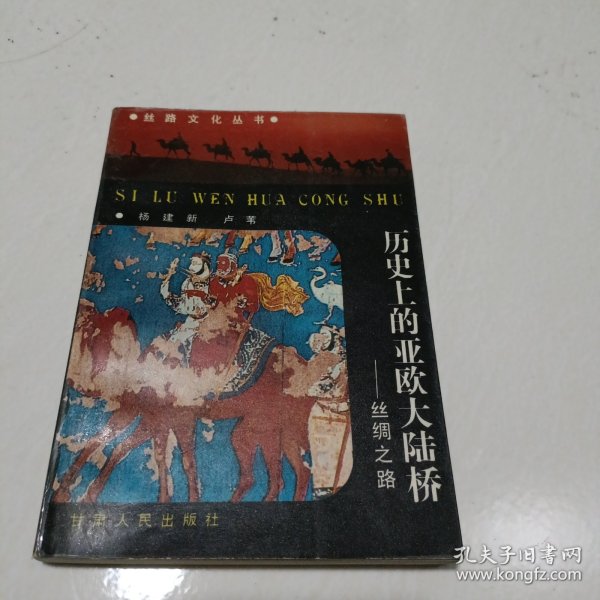 ●丝路文化丛书●
SI LU WEN HUA CONG SHU
●杨建新 卢苇
历史上的亚欧大陆桥
——丝绸之路
甘肃人民出版社
孔夫子旧书网
www.kongfz.com